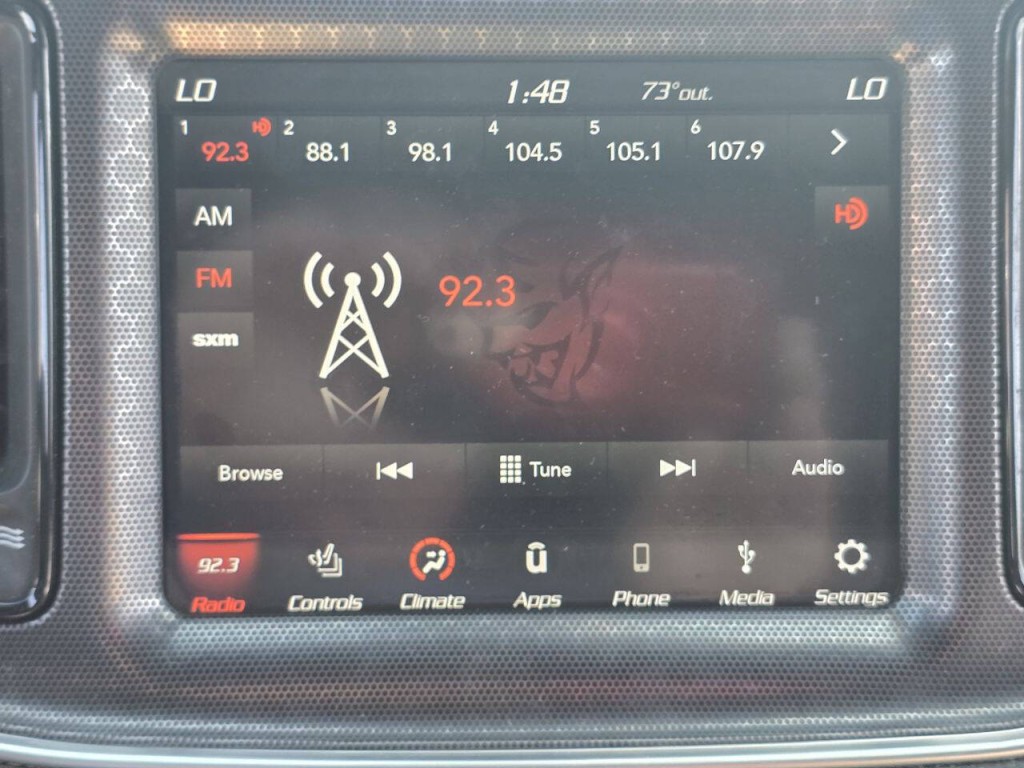 LO 1:48 73°out. LO
1 HD 2 3 4 5 6
92.3 88.1 98.1 104.5 105.1 107.9
AM
HD
FM
92.3
sxm
Browse Tune Audio
92.3 u
Radio Controls Climate Apps Phone Media Settings